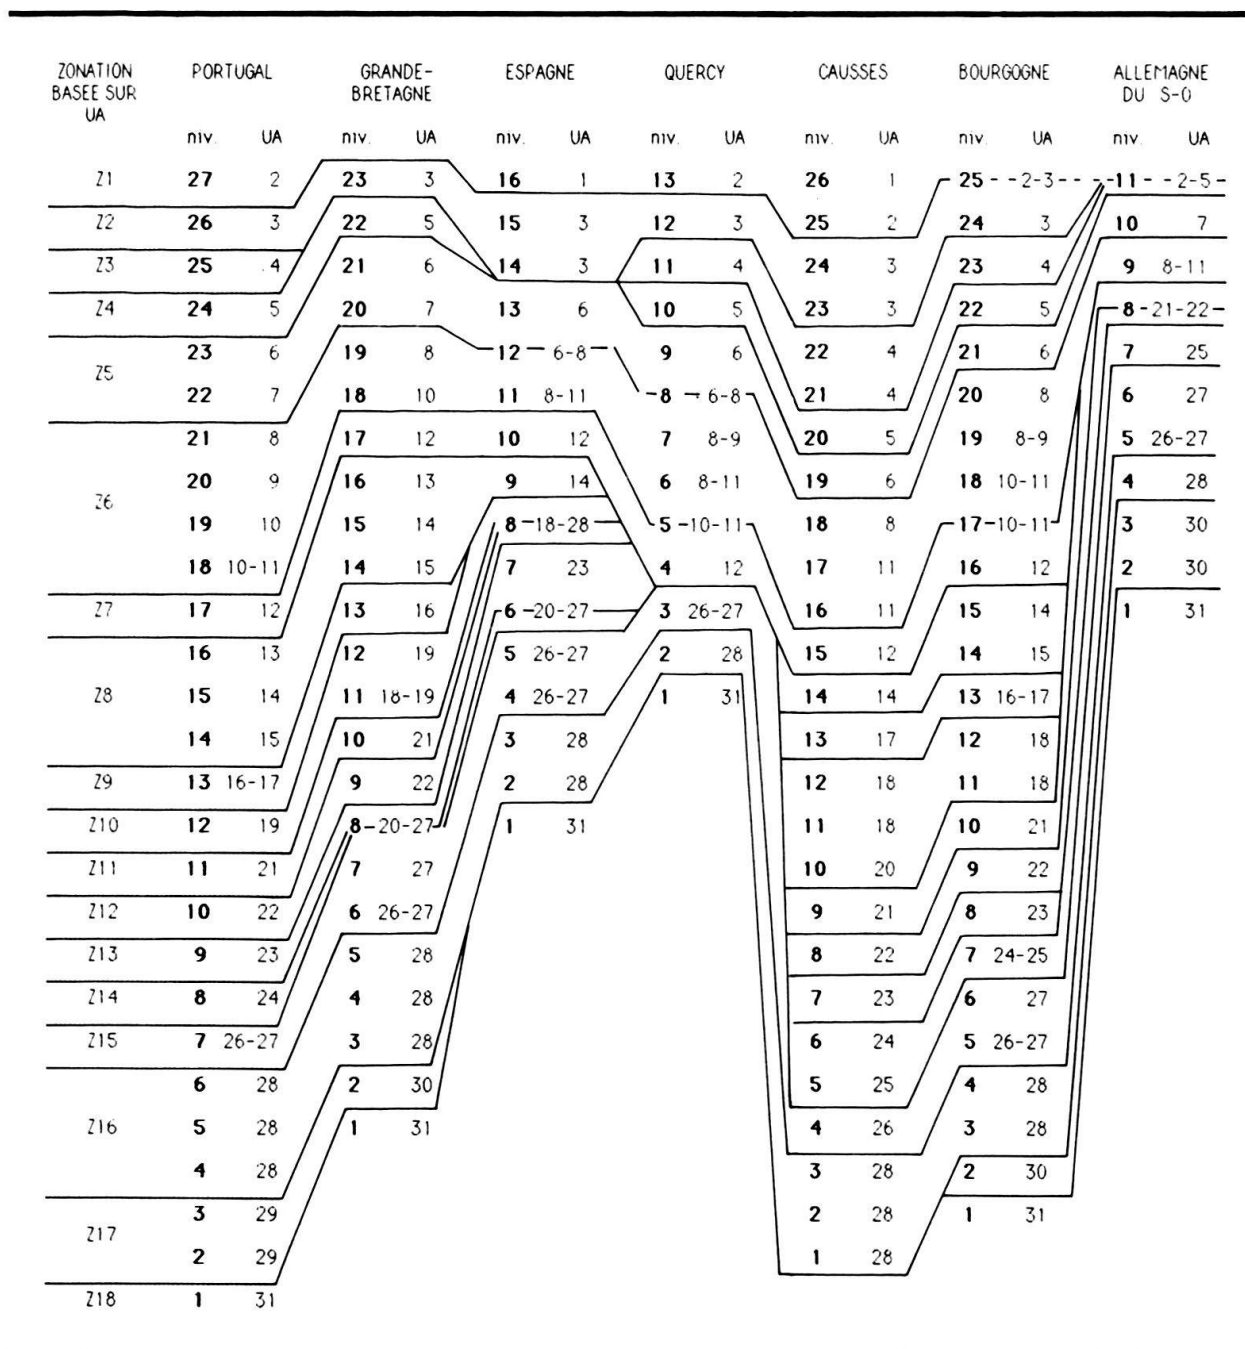 ZONATION PORTUGAL GRANDE- ESPAGNE QUERCY CAUSSES BOURGOGNE ALLEMAGNE
BASEE SUR BRETAGNE DU S-O
UA
niv. UA niv. UA niv. UA niv. UA niv. UA niv. UA niv. UA
Z1 27 2 23 3 16 1 13 2 26 1 25 2-3 11 2-5
Z2 26 3 22 5 15 3 12 3 25 2 24 3 10 7
Z3 25 4 21 6 14 3 11 4 24 3 23 4 9 8-11
Z4 24 5 20 7 13 6 10 5 23 3 22 5 8 21-22
23 6 19 8 12 6-8 9 6 22 4 21 6 7 25
Z5
22 7 18 10 11 8-11 8 6-8 21 4 20 8 6 27
21 8 17 12 10 12 7 8-9 20 5 19 8-9 5 26-27
20 9 16 13 9 14 6 8-11 19 6 18 10-11 4 28
Z6
19 10 15 14 8 18-28 5 10-11 18 8 17 10-11 3 30
18 10-11 14 15 7 23 4 12 17 11 16 12 2 30
Z7 17 12 13 16 6 20-27 3 26-27 16 11 15 14 1 31
16 13 12 19 5 26-27 2 28 15 12 14 15
Z8 15 14 11 18-19 4 26-27 1 31 14 14 13 16-17
14 15 10 21 3 28 13 17 12 18
Z9 13 16-17 9 22 2 28 12 18 11 18
Z10 12 19 8 20-27 1 31 11 18 10 21
Z11 11 21 7 27 10 20 9 22
Z12 10 22 6 26-27 9 21 8 23
Z13 9 23 5 28 8 22 7 24-25
Z14 8 24 4 28 7 23 6 27
Z15 7 26-27 3 28 6 24 5 26-27
6 28 2 30 5 25 4 28
Z16 5 28 1 31 4 26 3 28
4 28 3 28 2 30
3 29 2 28 1 31
Z17
2 29 1 28
Z18 1 31